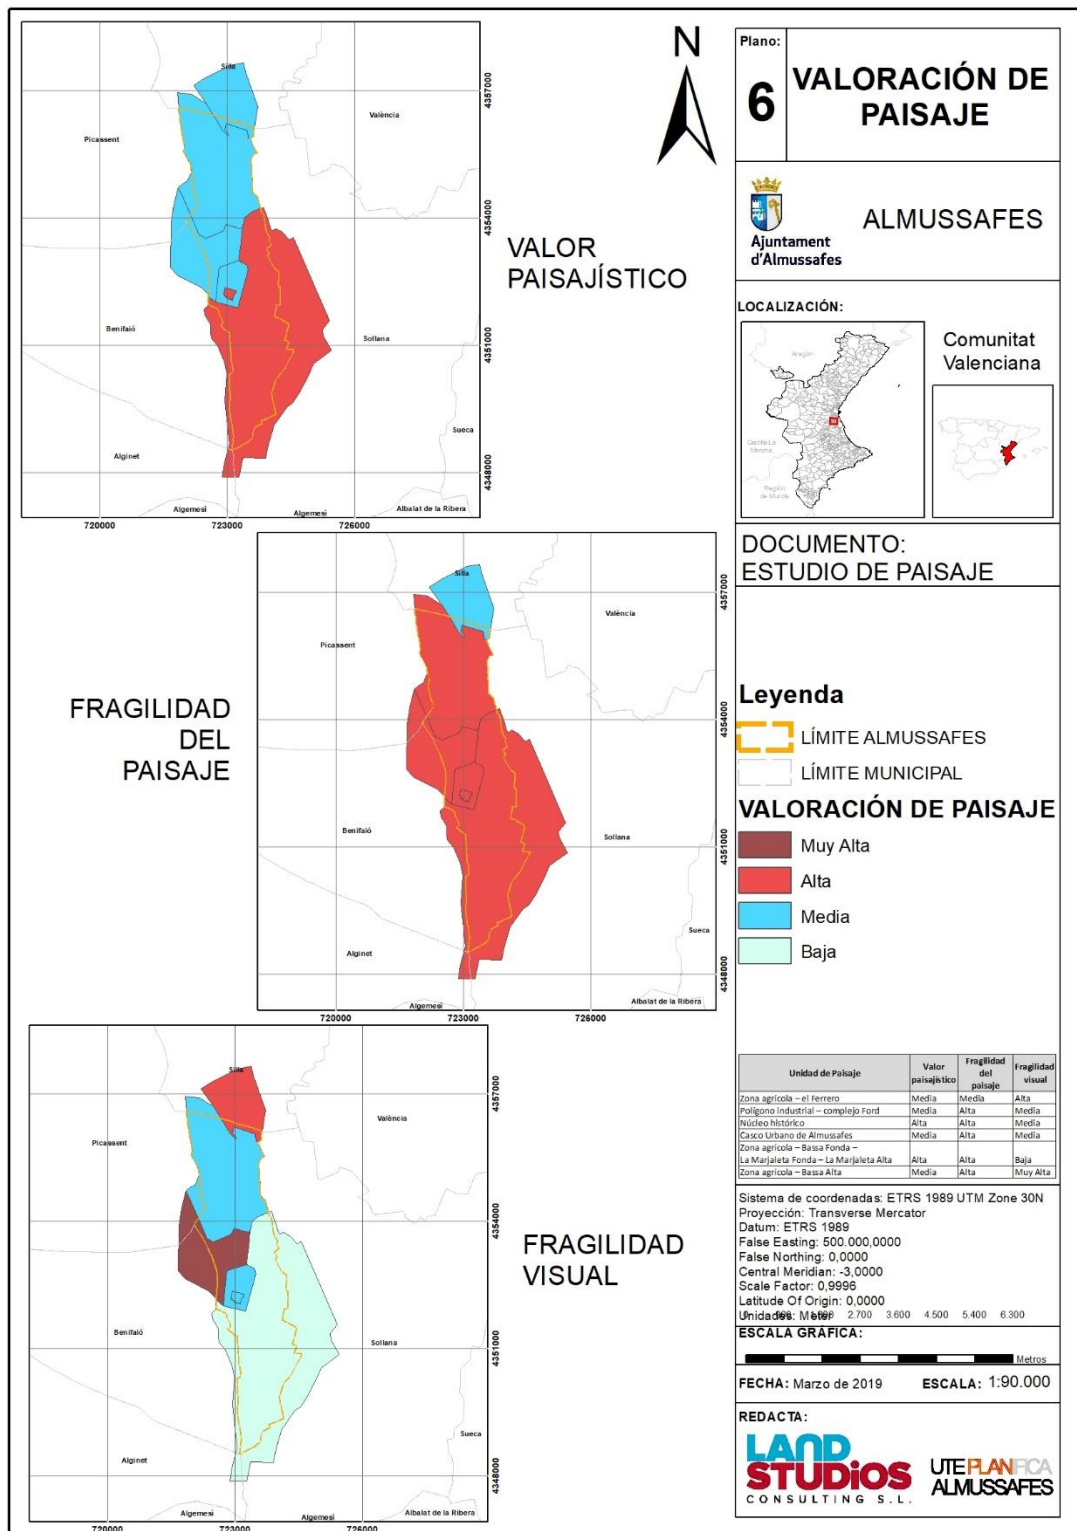 Silla
València
Picassent
Benifaió
Sollana
Sueca
Alginet
Algemesí
Albalat de la Ribera
720000
723000
726000
4357000
4354000
4351000
4348000
VALOR
PAISAJÍSTICO
N
Silla
València
Picassent
Benifaió
Sollana
Sueca
Alginet
Algemesí
Albalat de la Ribera
720000
723000
726000
4357000
4354000
4351000
4348000
FRAGILIDAD
DEL
PAISAJE
Silla
València
Picassent
Benifaió
Sollana
Sueca
Alginet
Algemesí
Albalat de la Ribera
720000
723000
726000
4357000
4354000
4351000
4348000
FRAGILIDAD
VISUAL
Plano:
6
VALORACIÓN DE
PAISAJE
Ajuntament
d'Almussafes
ALMUSSAFES
LOCALIZACIÓN:
Aragón
Castilla-La
Mancha
Región
de Murcia
Comunitat
Valenciana
DOCUMENTO:
ESTUDIO DE PAISAJE
Leyenda
LÍMITE ALMUSSAFES
LÍMITE MUNICIPAL
VALORACIÓN DE PAISAJE
Muy Alta
Alta
Media
Baja
Unidad de Paisaje Valor paisajístico Fragilidad del paisaje Fragilidad visual
Zona agrícola – el Ferrero Media Media Alta
Polígono industrial – complejo Ford Media Alta Media
Núcleo histórico Alta Alta Media
Casco Urbano de Almussafes Media Alta Media
Zona agrícola – Bassa Fonda –
La Marjaleta Fonda – La Marjaleta Alta Alta Alta Baja
Zona agrícola – Bassa Alta Media Alta Muy Alta
Sistema de coordenadas: ETRS 1989 UTM Zone 30N
Proyección: Transverse Mercator
Datum: ETRS 1989
False Easting: 500.000,0000
False Northing: 0,0000
Central Meridian: -3,0000
Scale Factor: 0,9996
Latitude Of Origin: 0,0000
Unidades: Meter
2.700 3.600 4.500 5.400 6.300
ESCALA GRÁFICA:
Metros
FECHA: Marzo de 2019 ESCALA: 1:90.000
REDACTA:
LAND
STUDiOS
CONSULTING S.L.
UTEPLANIFICA
ALMUSSAFES